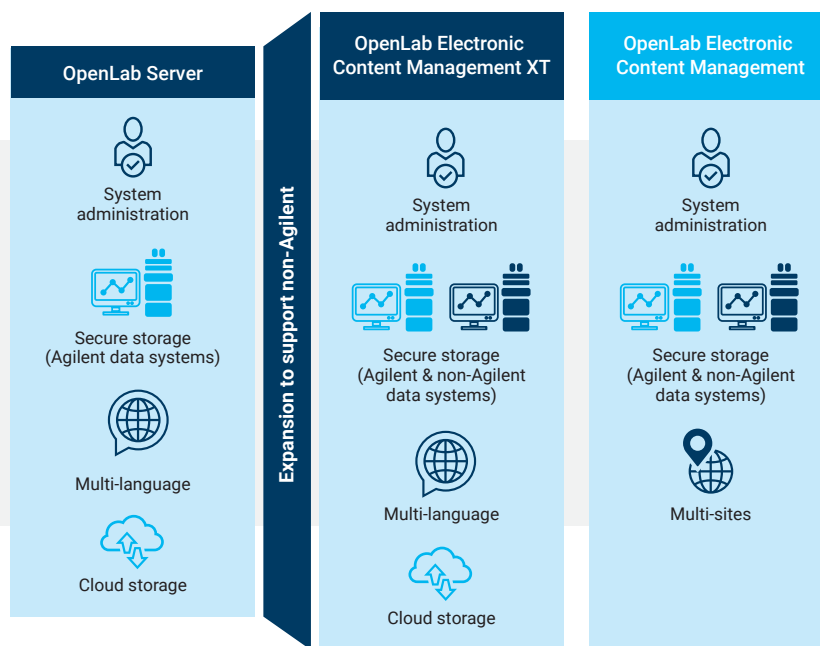 OpenLab Server
System
administration
Secure storage
(Agilent data systems)
Multi-language
Cloud storage
Expansion to support non-Agilent
OpenLab Electronic
Content Management XT
System
administration
Secure storage
(Agilent & non-Agilent
data systems)
Multi-language
Cloud storage
OpenLab Electronic
Content Management
System
administration
Secure storage
(Agilent & non-Agilent
data systems)
Multi-sites